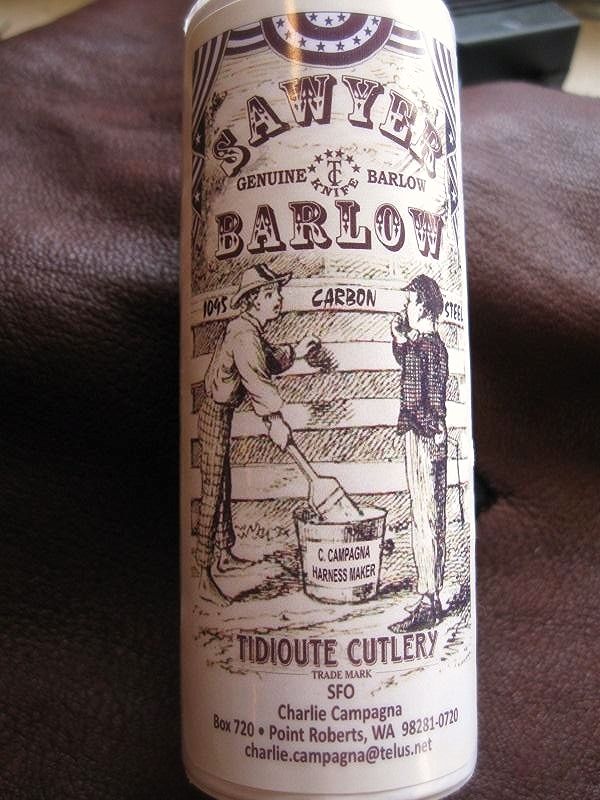 SAWYER
GENUINE TC KNIFE BARLOW
BARLOW
1095 CARBON STEEL
C. CAMPAGNA
HARNESS MAKER
TIDIOUTE CUTLERY
TRADE MARK
SFO
Charlie Campagna
Box 720 • Point Roberts, WA 98281-0720
charlie.campagna@telus.net